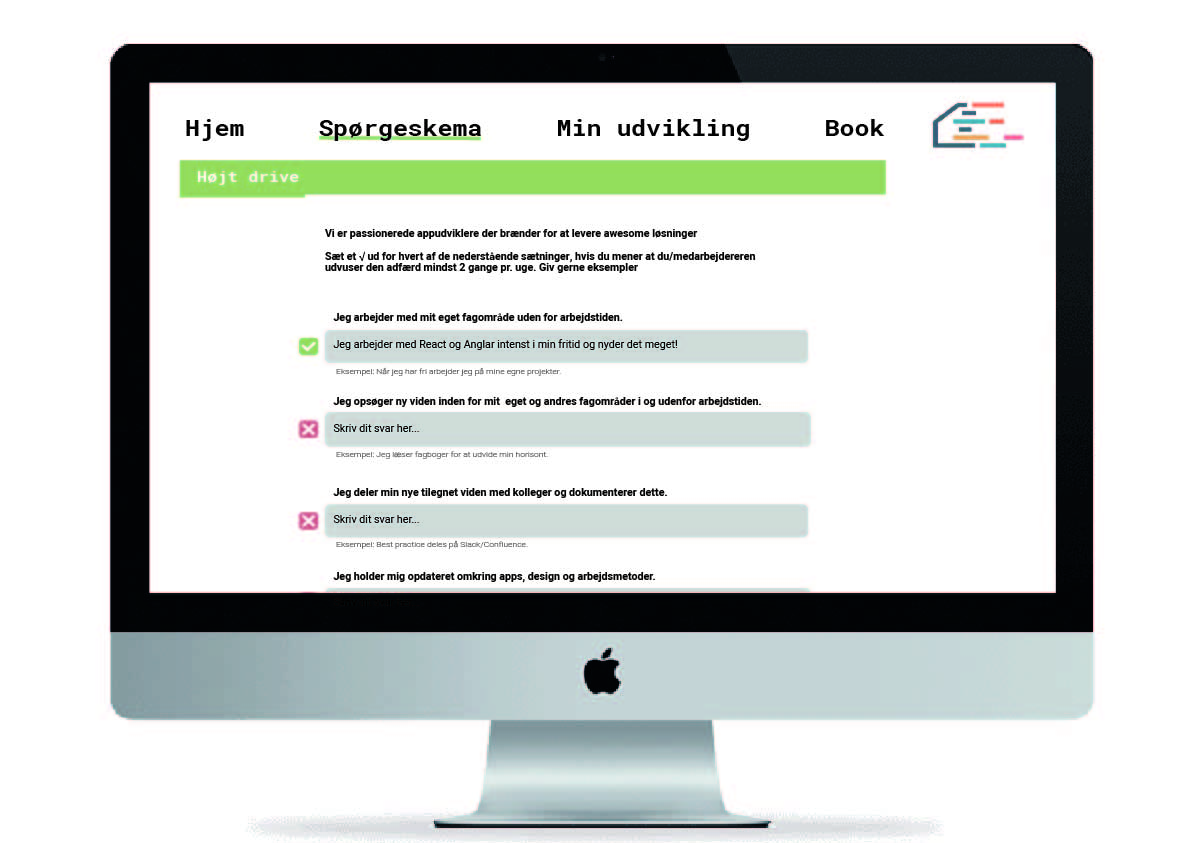 Hjem Spørgeskema Min udvikling Book
Højt drive
Vi er passionerede appudviklere der brænder for at levere awesome løsninger
Sæt et √ ud for hvert af de nederstående sætninger, hvis du mener at du/medarbejdereren
udvuser den adfærd mindst 2 gange pr. uge. Giv gerne eksempler
Jeg arbejder med mit eget fagområde uden for arbejdstiden.
Jeg arbejder med React og Anglar intenst i min fritid og nyder det meget!
Eksempel: Når jeg har fri arbejder jeg på mine egne projekter.
Jeg opsøger ny viden inden for mit eget og andres fagområder i og udenfor arbejdstiden.
Skriv dit svar her...
Eksempel: Jeg læser fagbøger for at udvide min horisont.
Jeg deler min nye tilegnet viden med kolleger og dokumenterer dette.
Skriv dit svar her...
Eksempel: Best practice deles på Slack/Confluence.
Jeg holder mig opdateret omkring apps, design og arbejdsmetoder.